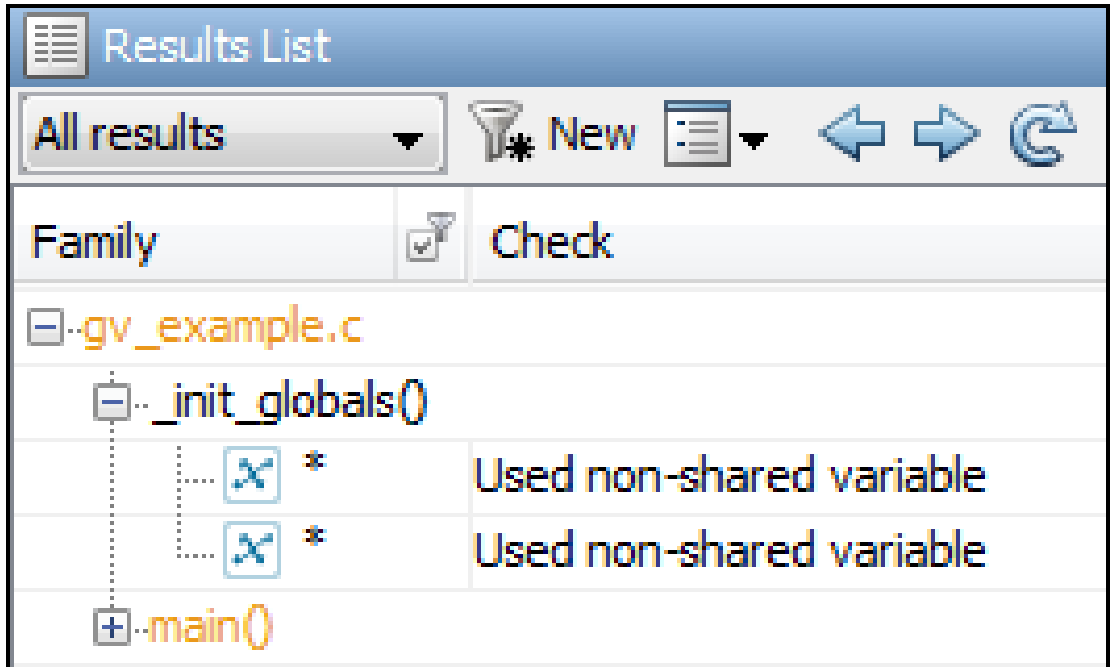 Results List
All results New
Family Check
gv_example.c
_init_globals()
* Used non-shared variable
* Used non-shared variable
main()